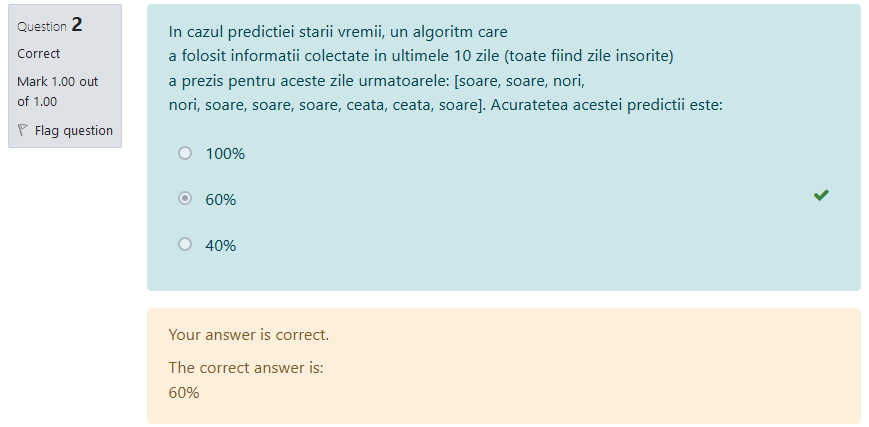 Question 2
Correct
Mark 1.00 out
of 1.00
Flag question
In cazul predictiei starii vremii, un algoritm care
a folosit informatii colectate in ultimele 10 zile (toate fiind zile insorite)
a prezis pentru aceste zile urmatoarele: [soare, soare, nori,
nori, soare, soare, soare, ceata, ceata, soare]. Acuratetea acestei predictii este:
100%
60%
40%
Your answer is correct.
The correct answer is:
60%